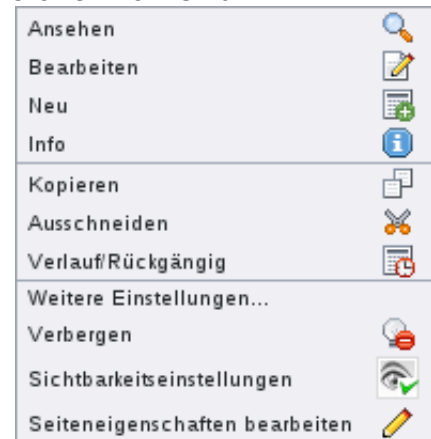 Ansehen
Bearbeiten
Neu
Info
Kopieren
Ausschneiden
Verlauf/Rückgängig
Weitere Einstellungen...
Verbergen
Sichtbarkeitseinstellungen
Seiteneigenschaften bearbeiten